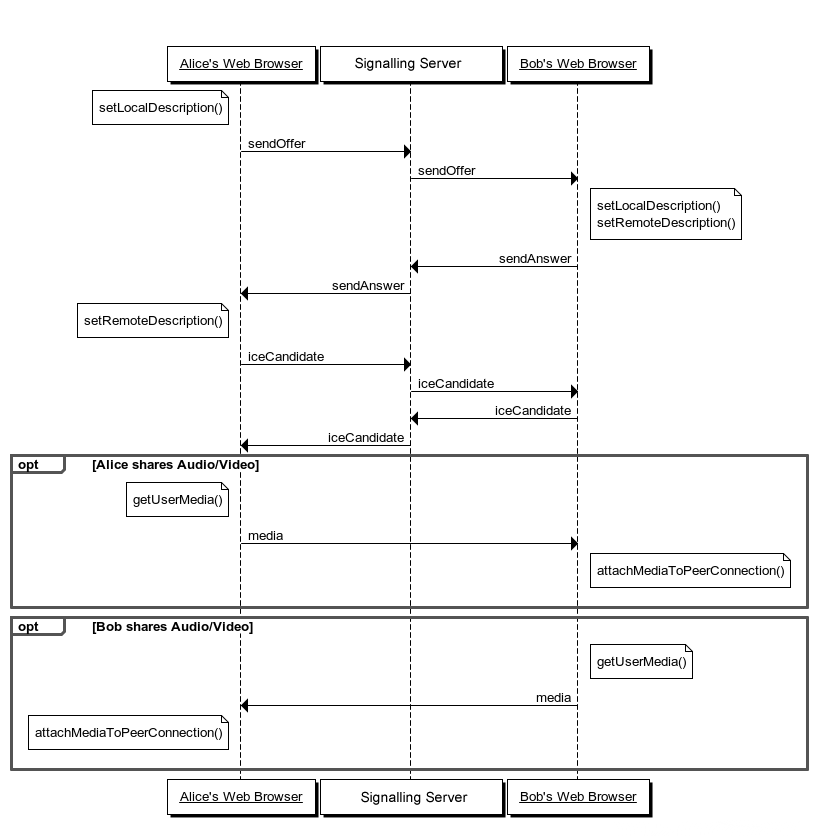 Alice's Web Browser
Signalling Server
Bob's Web Browser
setLocalDescription()
sendOffer
sendOffer
setLocalDescription()
setRemoteDescription()
sendAnswer
sendAnswer
setRemoteDescription()
iceCandidate
iceCandidate
iceCandidate
iceCandidate
opt
[Alice shares Audio/Video]
getUserMedia()
media
attachMediaToPeerConnection()
opt
[Bob shares Audio/Video]
getUserMedia()
media
attachMediaToPeerConnection()
Alice's Web Browser
Signalling Server
Bob's Web Browser